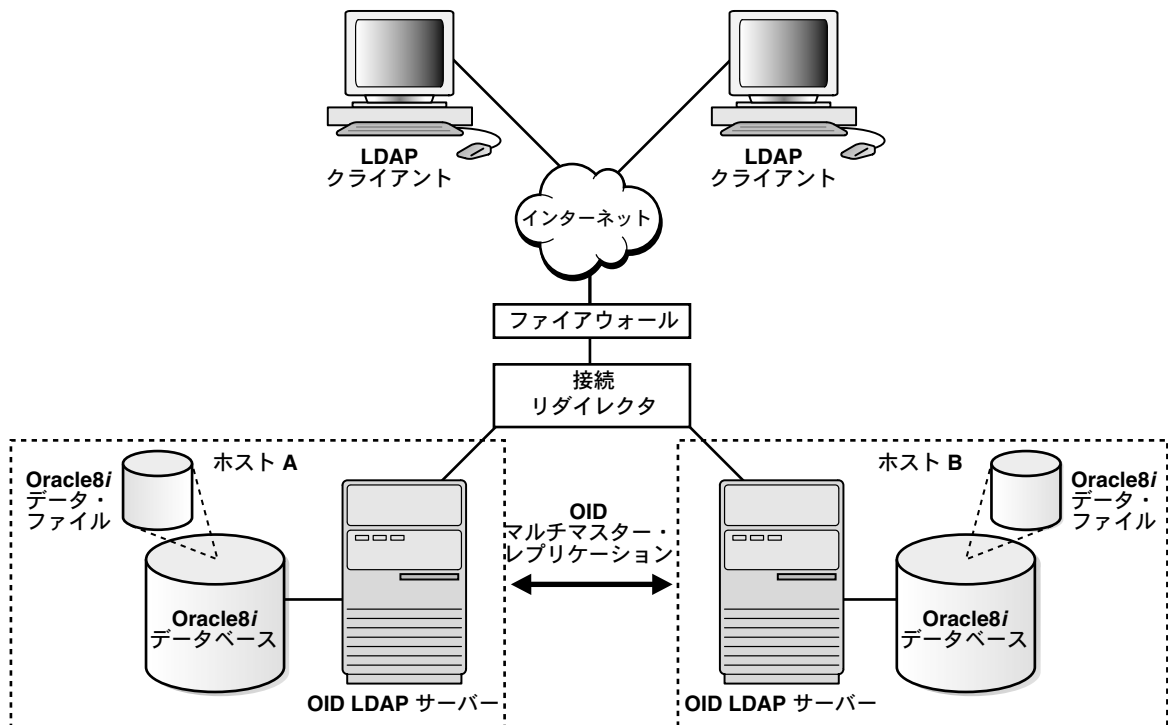 LDAP
クライアント
LDAP
クライアント
インターネット
ファイアウォール
接続
リダイレクタ
ホスト A
Oracle8i
データ・
ファイル
Oracle8i
データベース
OID LDAP サーバー
OID
マルチマスター・
レプリケーション
ホスト B
Oracle8i
データ・
ファイル
Oracle8i
データベース
OID LDAP サーバー